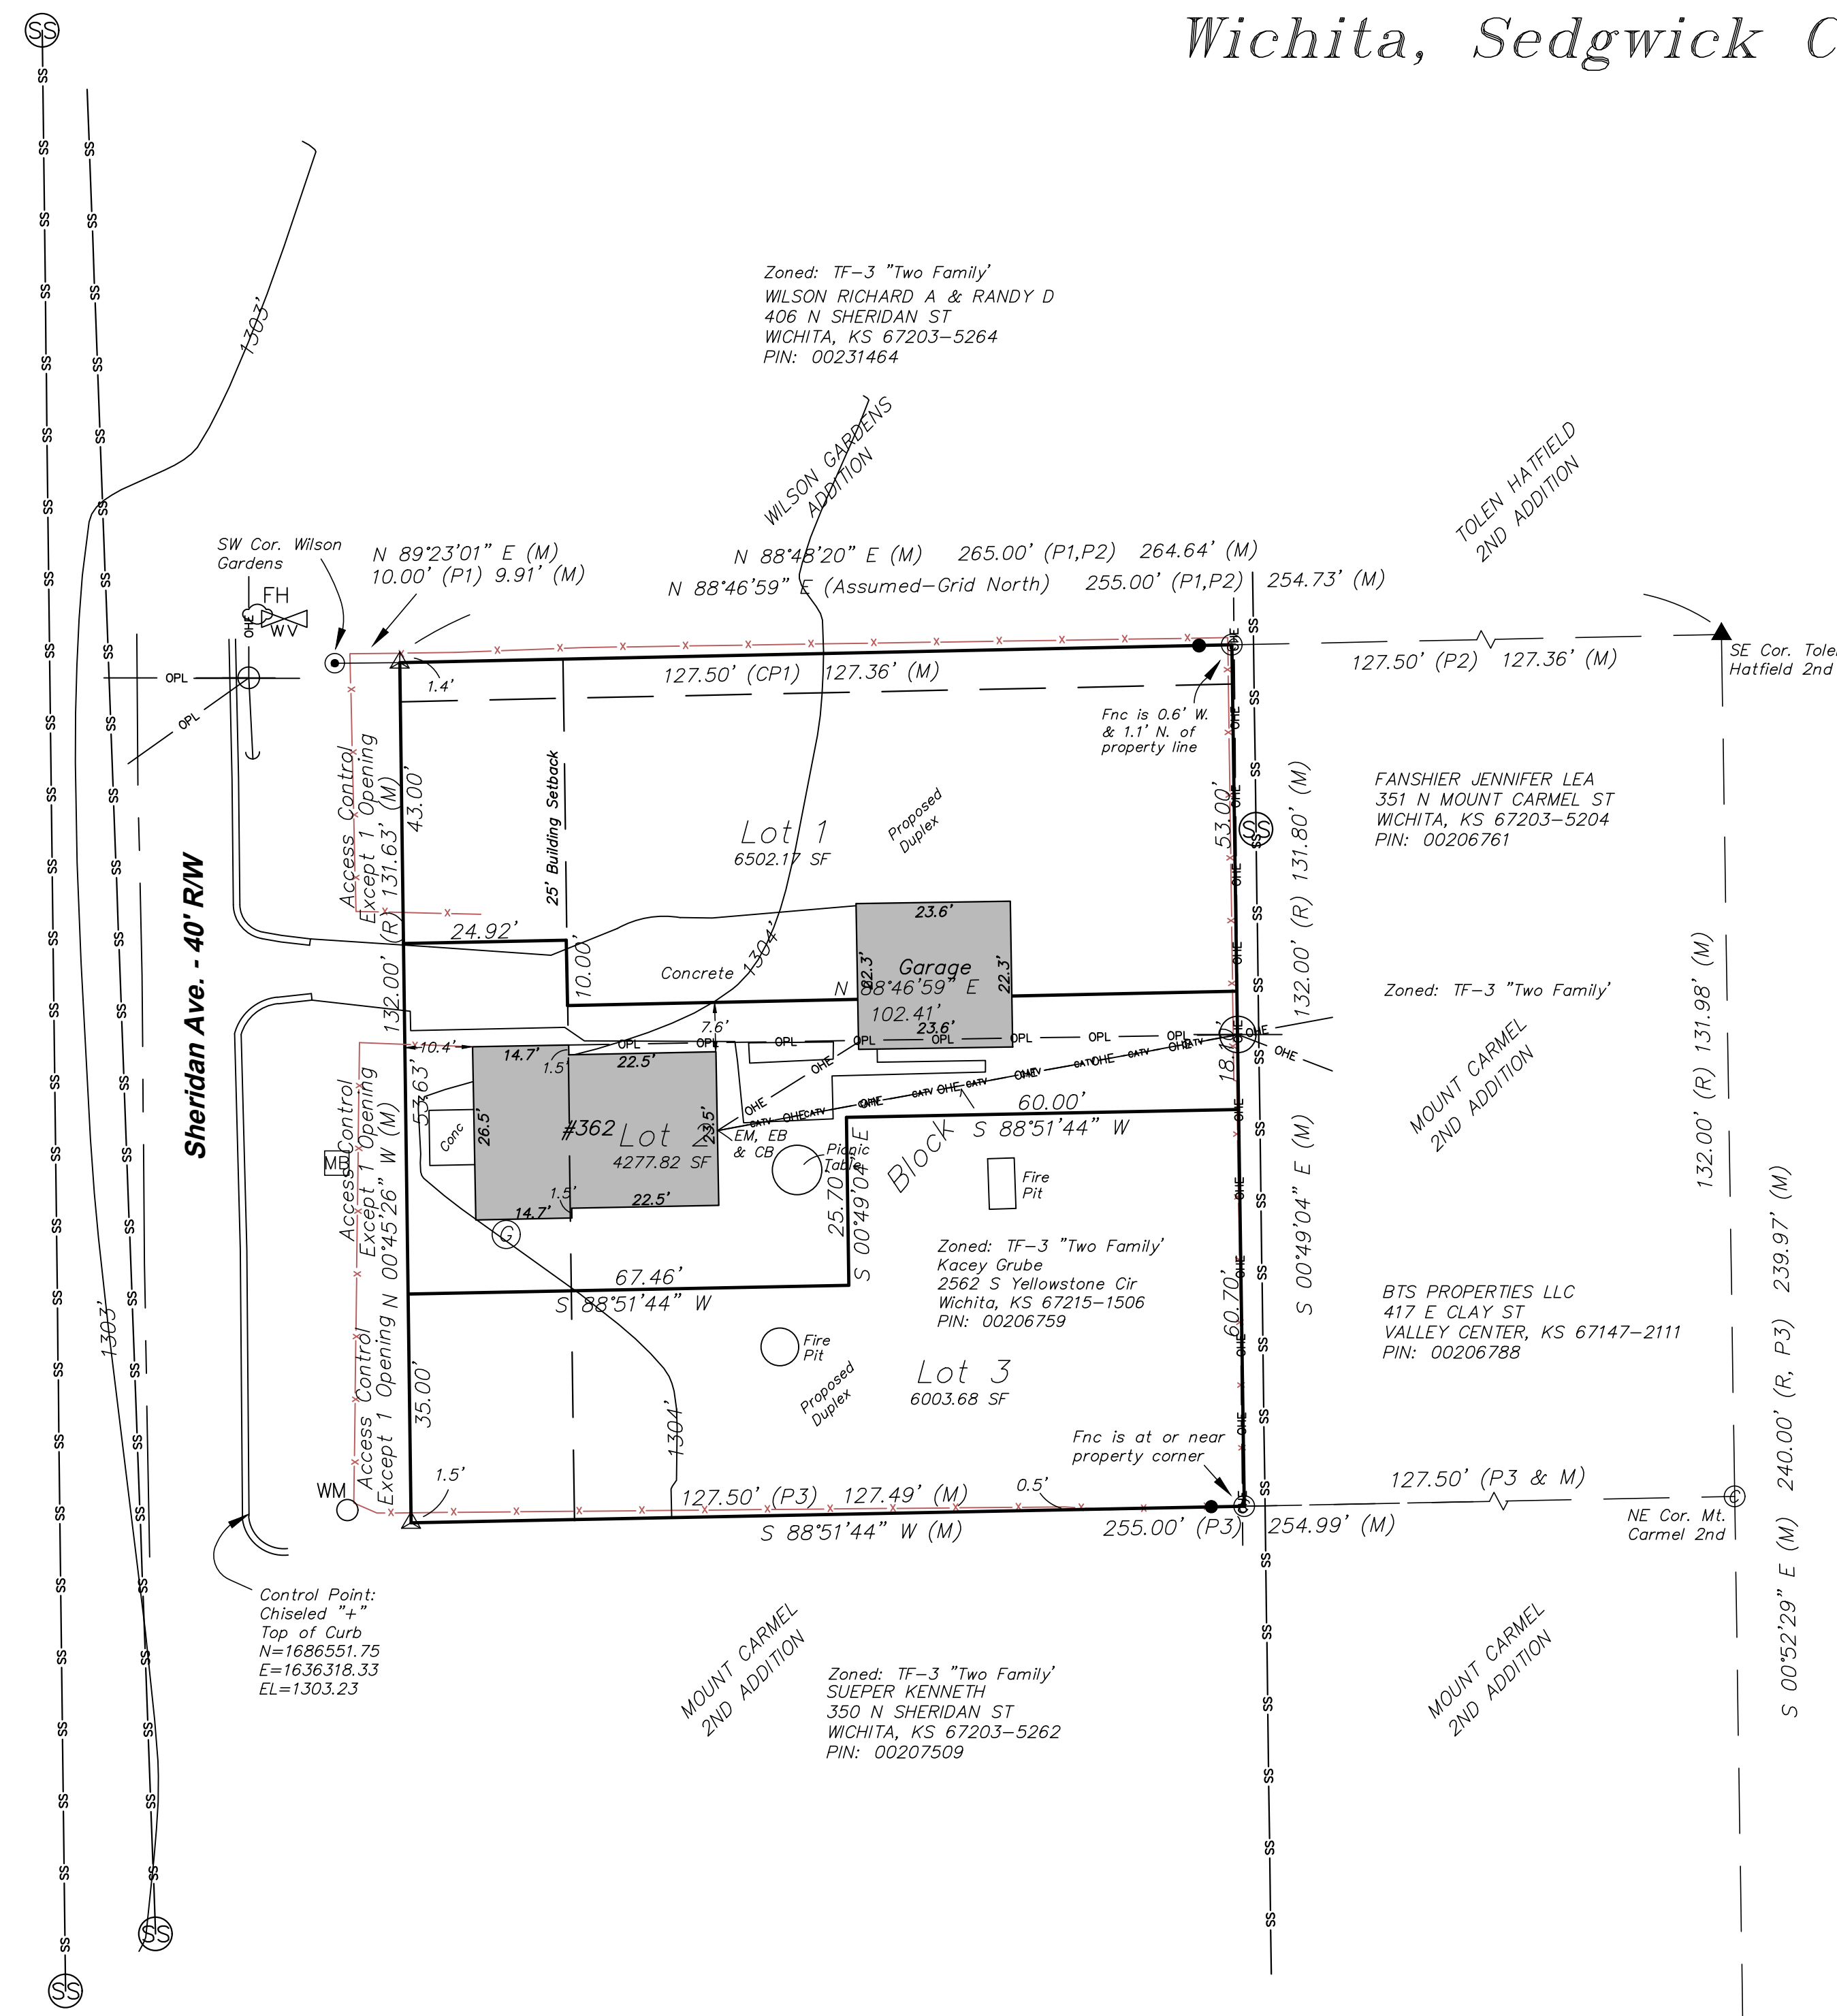 Wichita, Sedgwick C
Zoned: TF-3 "Two Family'
WILSON RICHARD A & RANDY D
406 N SHERIDAN ST
WICHITA, KS 67203-5264
PIN: 00231464
WILSON GARDENS
ADDITION
TOLEN HATFIELD
2ND ADDITION
1303'
SW Cor. Wilson
Gardens
FH
WV
N 89°23'01" E (M)
10.00' (P1) 9.91' (M)
N 88°48'20" E (M) 265.00' (P1,P2) 264.64' (M)
N 88°46'59" E (Assumed-Grid North) 255.00' (P1,P2) 254.73' (M)
127.50' (CP1) 127.36' (M)
127.50' (P2) 127.36' (M)
SE Cor. Tolen
Hatfield 2nd
1.4'
Fnc is 0.6' W.
& 1.1' N. of
property line
Sheridan Ave. - 40' R/W
Access Control
Except 1 Opening
132.00' (R) 131.63' (M)
43.00'
25' Building Setback
Lot 1
6502.17 SF
Proposed
Duplex
53.00'
132.00' (R) 131.80' (M)
FANSHIER JENNIFER LEA
351 N MOUNT CARMEL ST
WICHITA, KS 67203-5204
PIN: 00206761
24.92'
10.00'
Concrete
1304'
23.6'
22.3'
Garage
22.3'
N 88°46'59" E
102.41'
23.6'
Zoned: TF-3 "Two Family'
132.00' (R) 131.98' (M)
7.6'
10.4'
14.7'
1.5'
22.5'
18.10'
MOUNT CARMEL
2ND ADDITION
Access Control
Except 1 Opening
N 00°45'26" W (M)
53.63'
Conc
26.5'
#362
Lot 2
4277.82 SF
23.5'
EM, EB
& CB
Picnic
Table
Block
60.00'
S 88°51'44" W
25.70'
S 00°49'04" E
Fire
Pit
MB
14.7'
1.5'
22.5'
G
67.46'
S 88°51'44" W
Zoned: TF-3 "Two Family'
Kacey Grube
2562 S Yellowstone Cir
Wichita, KS 67215-1506
PIN: 00206759
S 00°49'04" E (M)
60.70'
BTS PROPERTIES LLC
417 E CLAY ST
VALLEY CENTER, KS 67147-2111
PIN: 00206788
S 00°52'29" E (M) 240.00' (R, P3) 239.97' (M)
1303'
Access Control
Except 1 Opening
35.00'
Fire
Pit
Proposed
Duplex
Lot 3
6003.68 SF
1304'
Fnc is at or near
property corner
WM
1.5'
127.50' (P3) 127.49' (M)
0.5'
S 88°51'44" W (M)
255.00' (P3) 254.99' (M)
127.50' (P3 & M)
NE Cor. Mt.
Carmel 2nd
Control Point:
Chiseled "+"
Top of Curb
N=1686551.75
E=1636318.33
EL=1303.23
MOUNT CARMEL
2ND ADDITION
Zoned: TF-3 "Two Family'
SUEPER KENNETH
350 N SHERIDAN ST
WICHITA, KS 67203-5262
PIN: 00207509
MOUNT CARMEL
2ND ADDITION
SS
SS
SS
SS
OPL
OPL
OPL
OHE
OHE
CATV